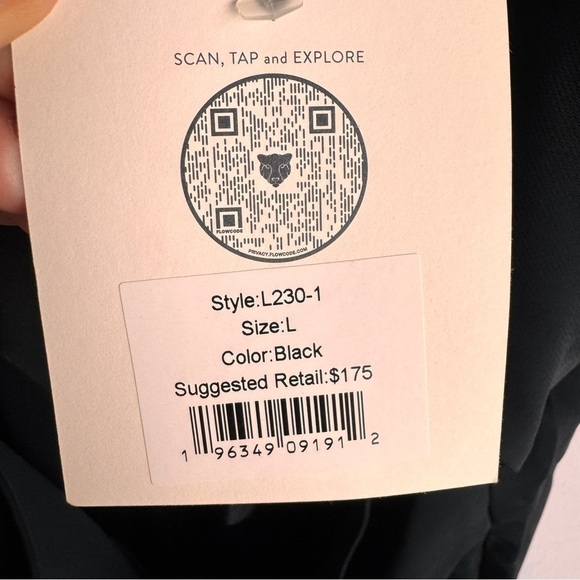 SCAN, TAP and EXPLORE
FLOWCODE
PRIVACY.FLOWCODE.COM
Style:L230-1
Size:L
Color:Black
Suggested Retail:$175
1 96349 09191 2